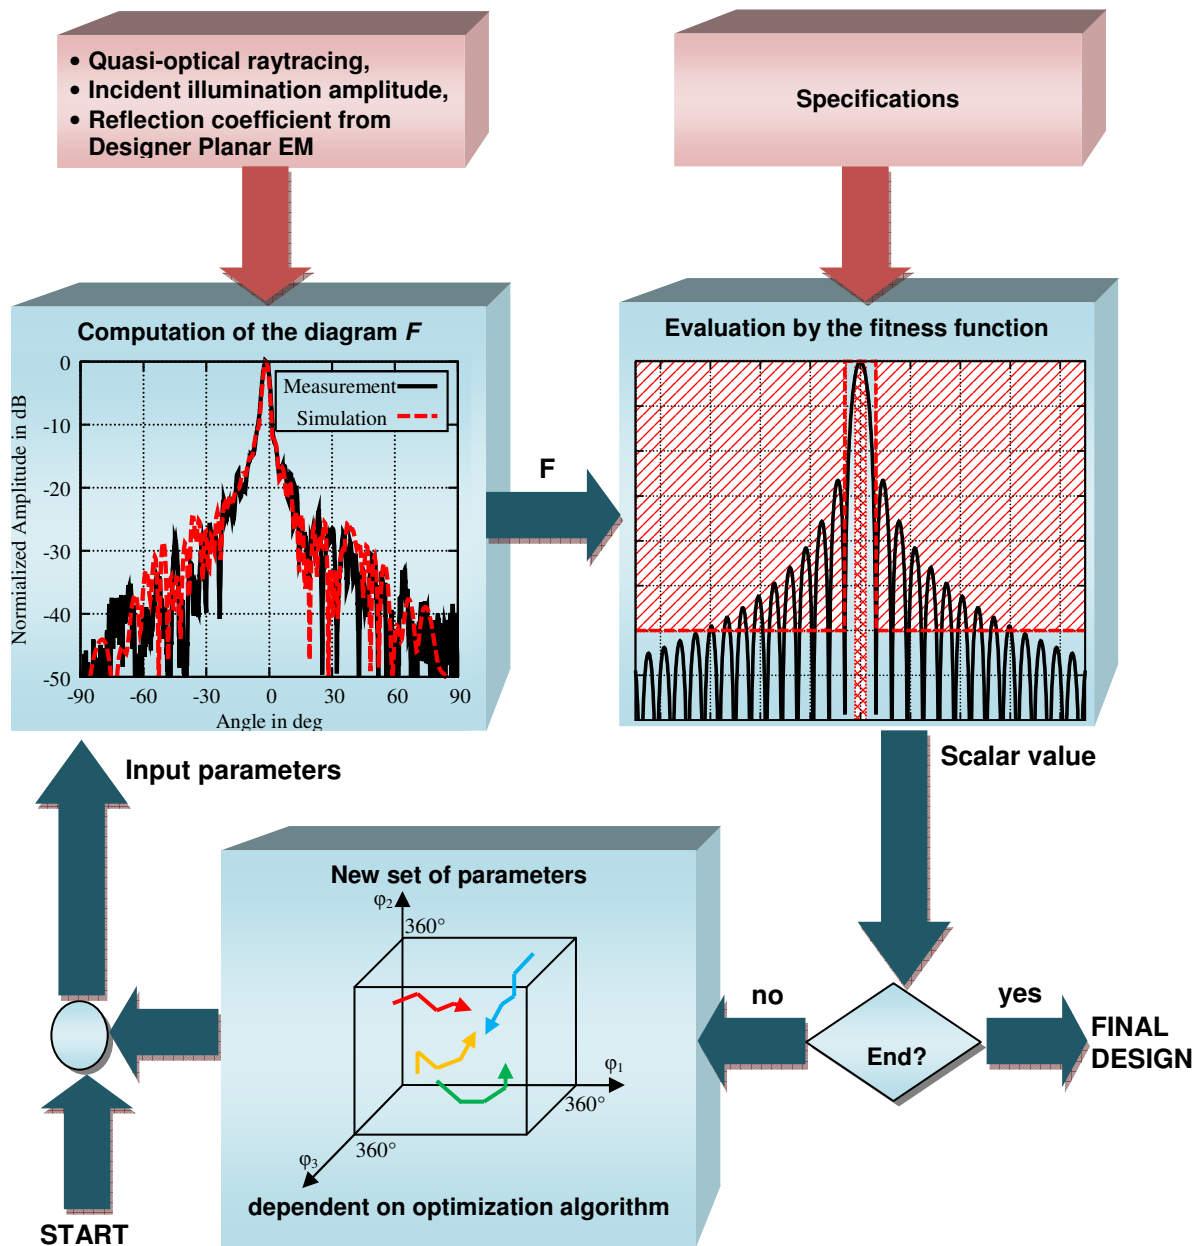 • Quasi-optical raytracing,
• Incident illumination amplitude,
• Reflection coefficient from
Designer Planar EM
Specifications
Computation of the diagram F
Normialized Amplitude in dB
0
-10
-20
-30
-40
-50
Measurement
Simulation
-90
-60
-30
0
30
60
90
Angle in deg
F
Evaluation by the fitness function
Input parameters
Scalar value
New set of parameters
φ2
360°
φ1
360°
φ3
360°
dependent on optimization algorithm
no
End?
yes
FINAL
DESIGN
START